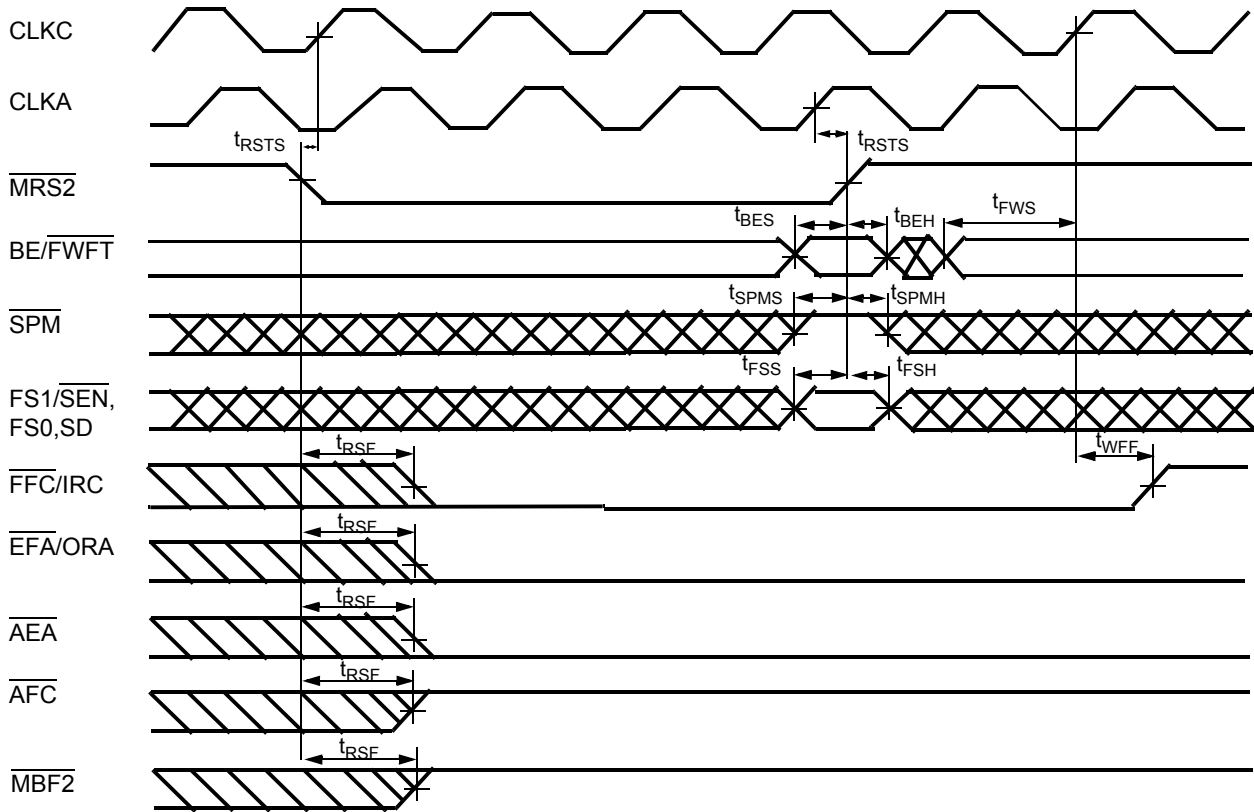 CLKC
CLKA
tRSTS
tRSTS
MRS2
tBES
tBEH
tFWS
BE/FWFT
tSPMS
tSPMH
SPM
tFSS
tFSH
FS1/SEN,
FS0,SD
tRSF
tWFF
FFC/IRC
tRSF
EFA/ORA
tRSF
AEA
tRSF
AFC
tRSF
MBF2